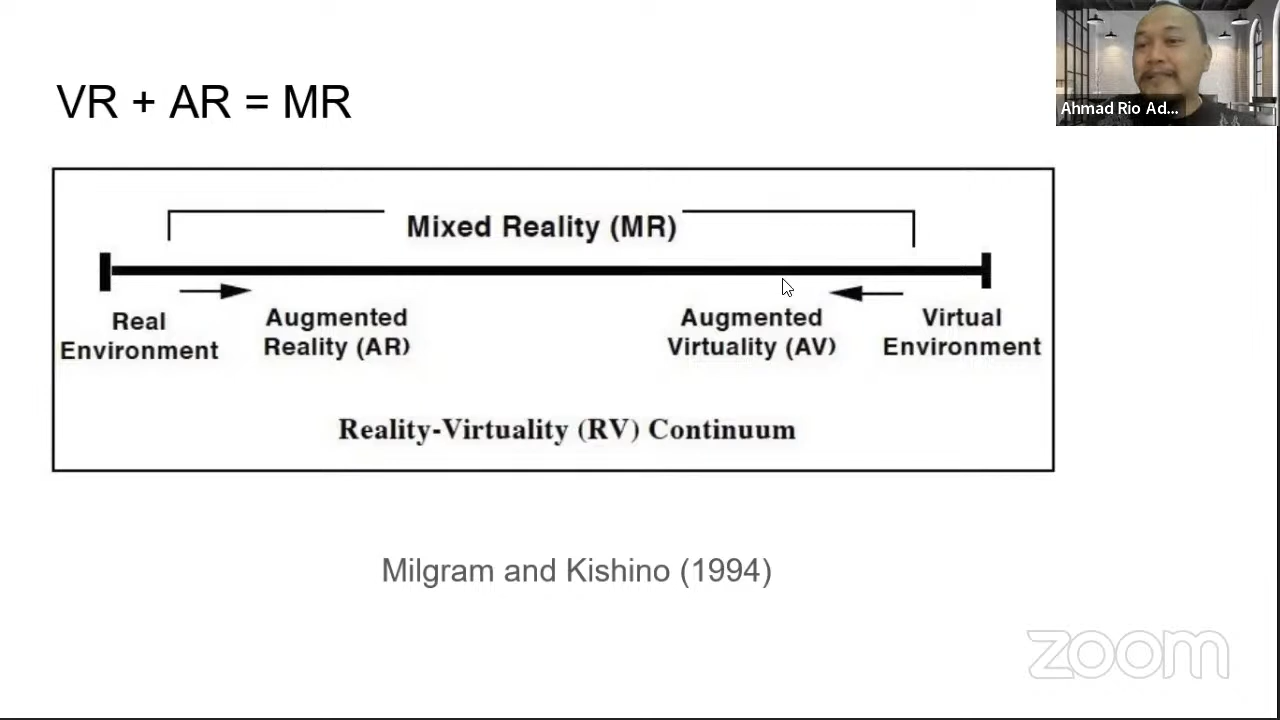 VR + AR = MR
Ahmad Rio Ad...
Mixed Reality (MR)
Real
Environment
Augmented
Reality (AR)
Augmented
Virtuality (AV)
Virtual
Environment
Reality-Virtuality (RV) Continuum
Milgram and Kishino (1994)
zoom